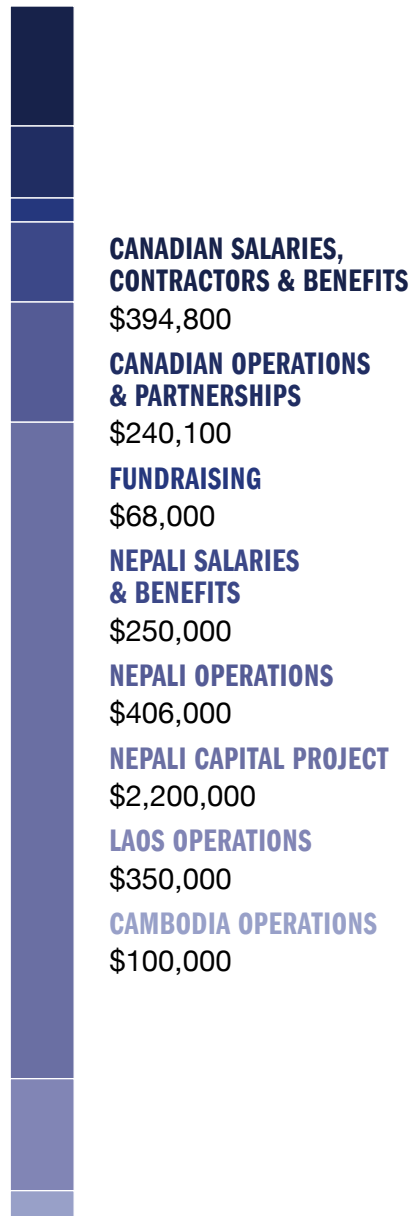 CANADIAN SALARIES,
CONTRACTORS & BENEFITS
$394,800
CANADIAN OPERATIONS
& PARTNERSHIPS
$240,100
FUNDRAISING
$68,000
NEPALI SALARIES
& BENEFITS
$250,000
NEPALI OPERATIONS
$406,000
NEPALI CAPITAL PROJECT
$2,200,000
LAOS OPERATIONS
$350,000
CAMBODIA OPERATIONS
$100,000